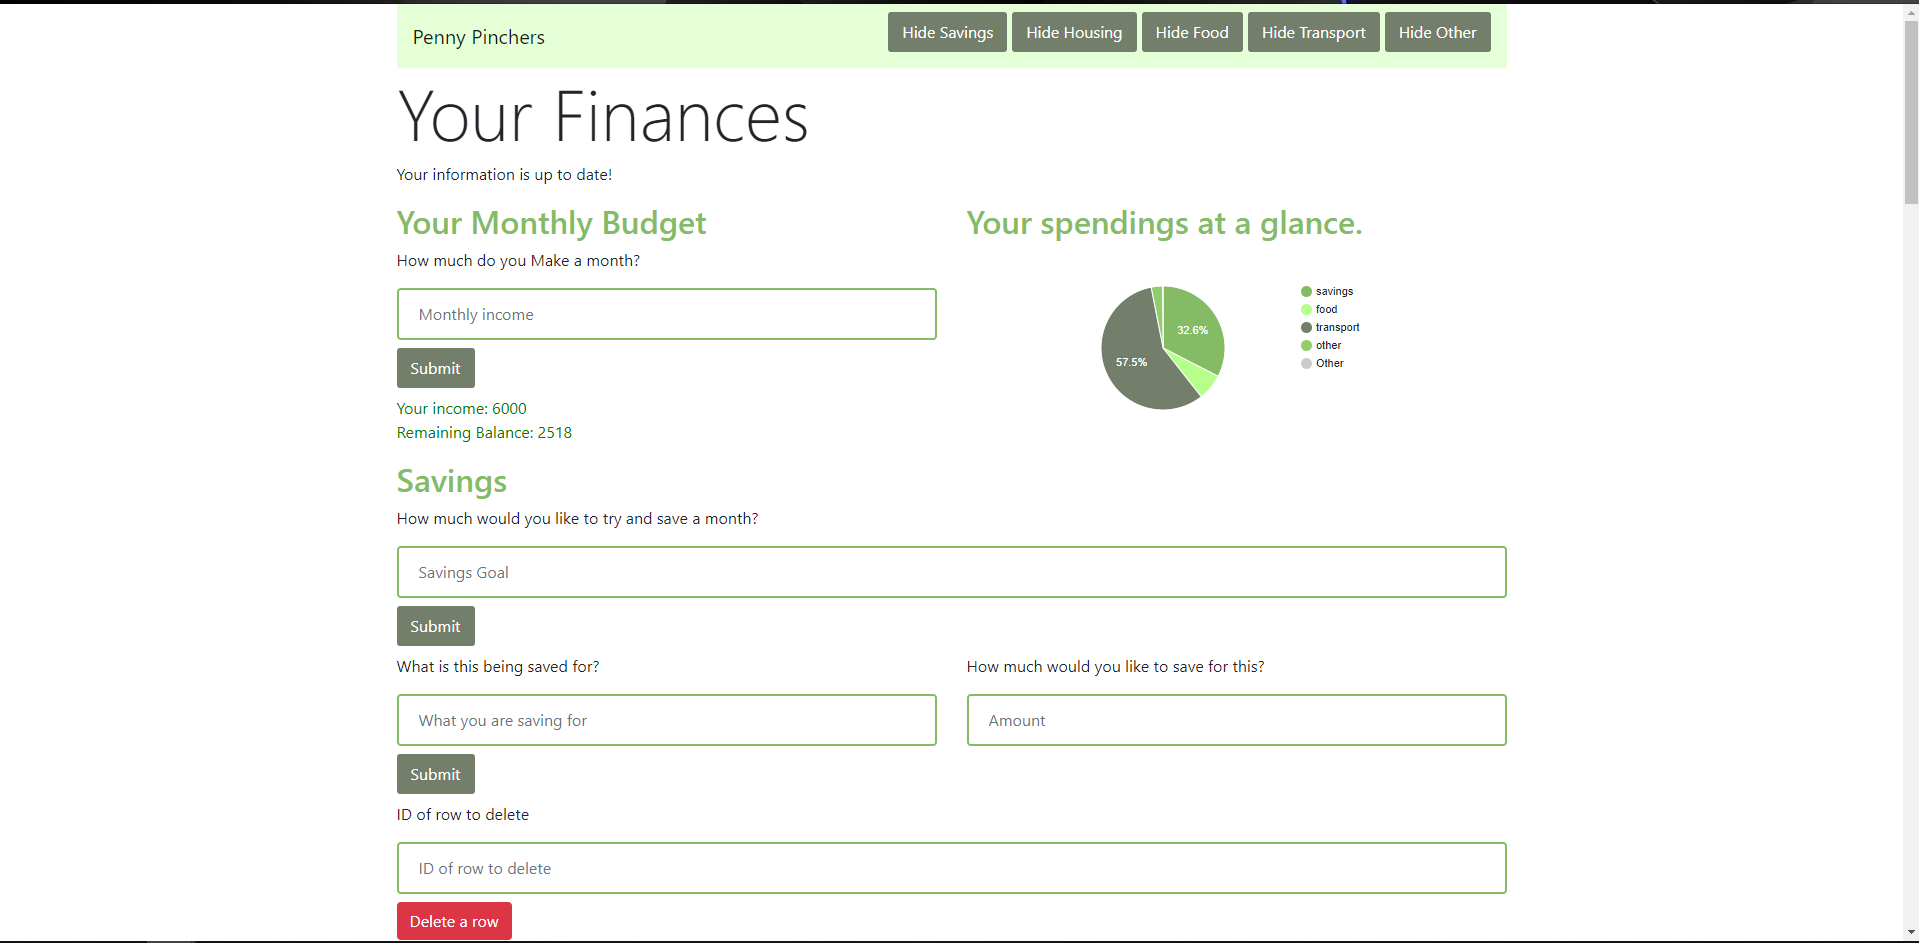 Penny Pinchers
Hide Savings
Hide Housing
Hide Food
Hide Transport
Hide Other
Your Finances
Your information is up to date!
Your Monthly Budget
How much do you Make a month?
Monthly income
Submit
Your income: 6000
Remaining Balance: 2518
Your spendings at a glance.
32.6%
57.5%
savings
food
transport
other
Other
Savings
How much would you like to try and save a month?
Savings Goal
Submit
What is this being saved for?
What you are saving for
How much would you like to save for this?
Amount
Submit
ID of row to delete
ID of row to delete
Delete a row